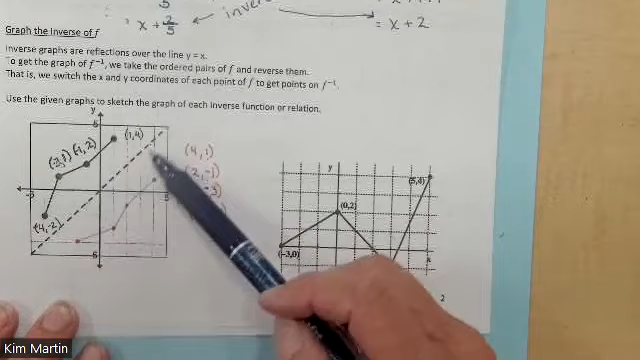 5
= x + 2/5 ← inverse → = x + 2
Graph the Inverse of f
Inverse graphs are reflections over the line y = x.
To get the graph of f⁻¹, we take the ordered pairs of f and reverse them.
That is, we switch the x and y coordinates of each point of f to get points on f⁻¹.
Use the given graphs to sketch the graph of each inverse function or relation.
y
5
(1,4)
(-3,1) (-1,2)
(4,1)
(2,-1)
-3)
-5
5
(-4,-2)
-5
y
(5,4)
(0,2)
(-3,0)
x
2
Kim Martin